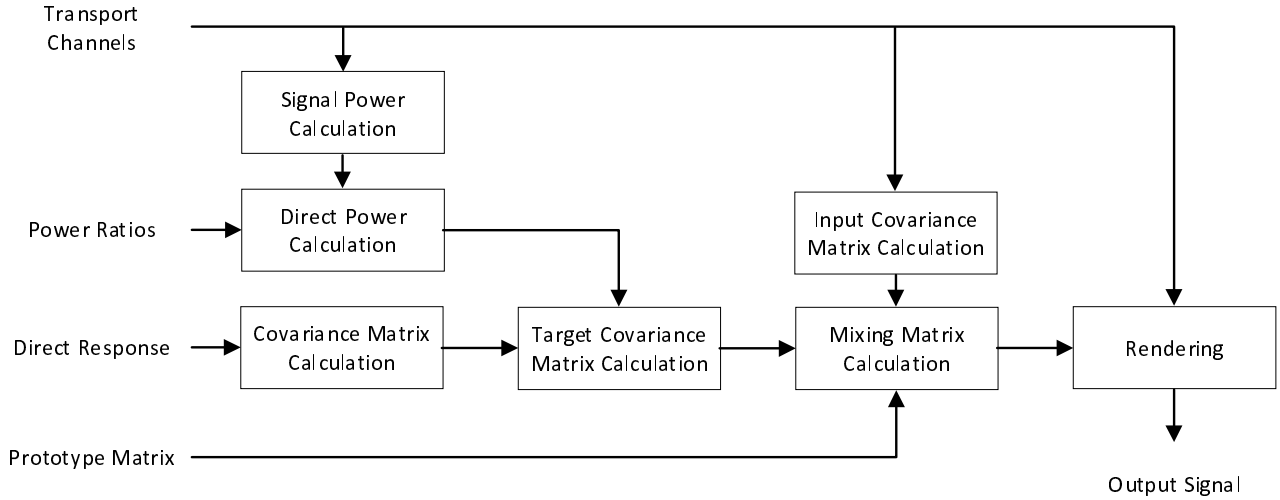 Transport
Channels
Signal Power
Calculation
Power Ratios
Direct Power
Calculation
Input Covariance
Matrix Calculation
Direct Response
Covariance Matrix
Calculation
Target Covariance
Matrix Calculation
Mixing Matrix
Calculation
Rendering
Prototype Matrix
Output Signal